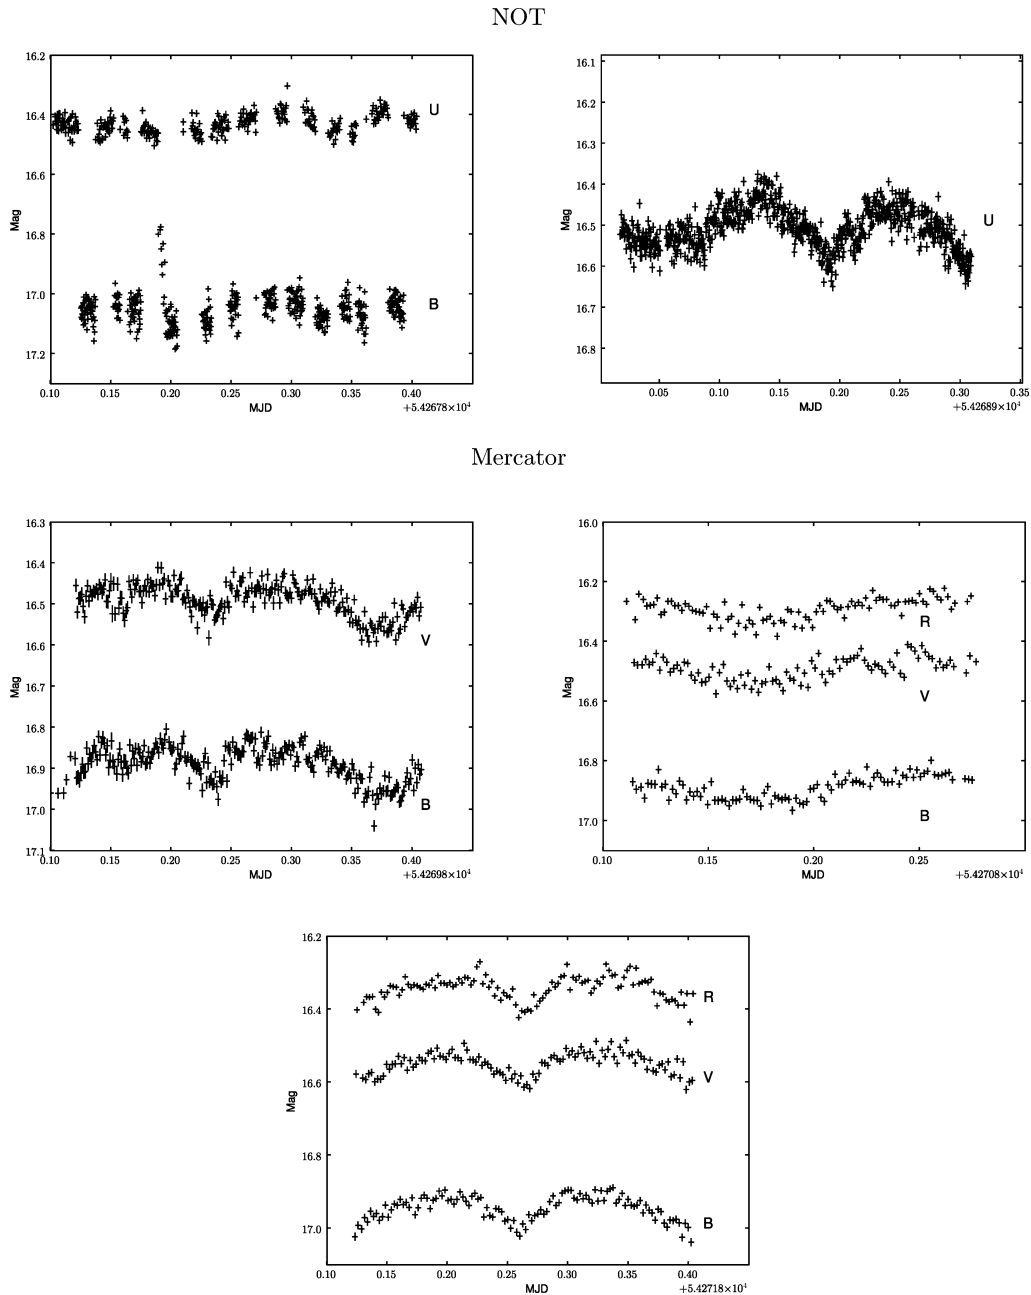 NOT
16.2
16.4
16.6
16.8
17.0
17.2
Mag
U
B
0.10 0.15 0.20 0.25 0.30 0.35 0.40
MJD
+5.42678×10⁴
16.1
16.2
16.3
16.4
16.5
16.6
16.7
16.8
Mag
U
0.05 0.10 0.15 0.20 0.25 0.30 0.35
MJD
+5.42689×10⁴
Mercator
16.3
16.4
16.5
16.6
16.7
16.8
16.9
17.0
17.1
Mag
V
B
0.10 0.15 0.20 0.25 0.30 0.35 0.40
MJD
+5.42698×10⁴
16.0
16.2
16.4
16.6
16.8
17.0
Mag
R
V
B
0.10 0.15 0.20 0.25
MJD
+5.42708×10⁴
16.2
16.4
16.6
16.8
17.0
Mag
R
V
B
0.10 0.15 0.20 0.25 0.30 0.35 0.40
MJD
+5.42718×10⁴